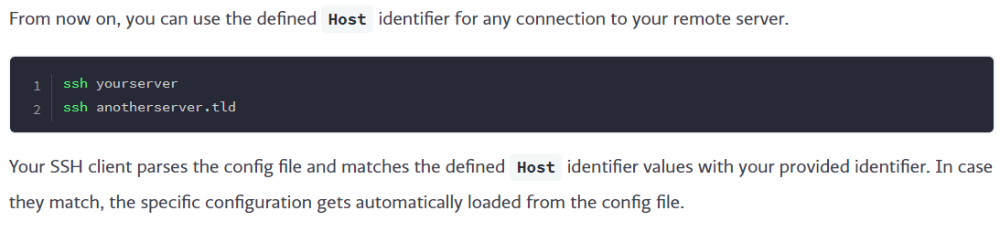 From now on, you can use the defined Host identifier for any connection to your remote server.
1 ssh yourserver
2 ssh anotherserver.tld
Your SSH client parses the config file and matches the defined Host identifier values with your provided identifier. In case
they match, the specific configuration gets automatically loaded from the config file.